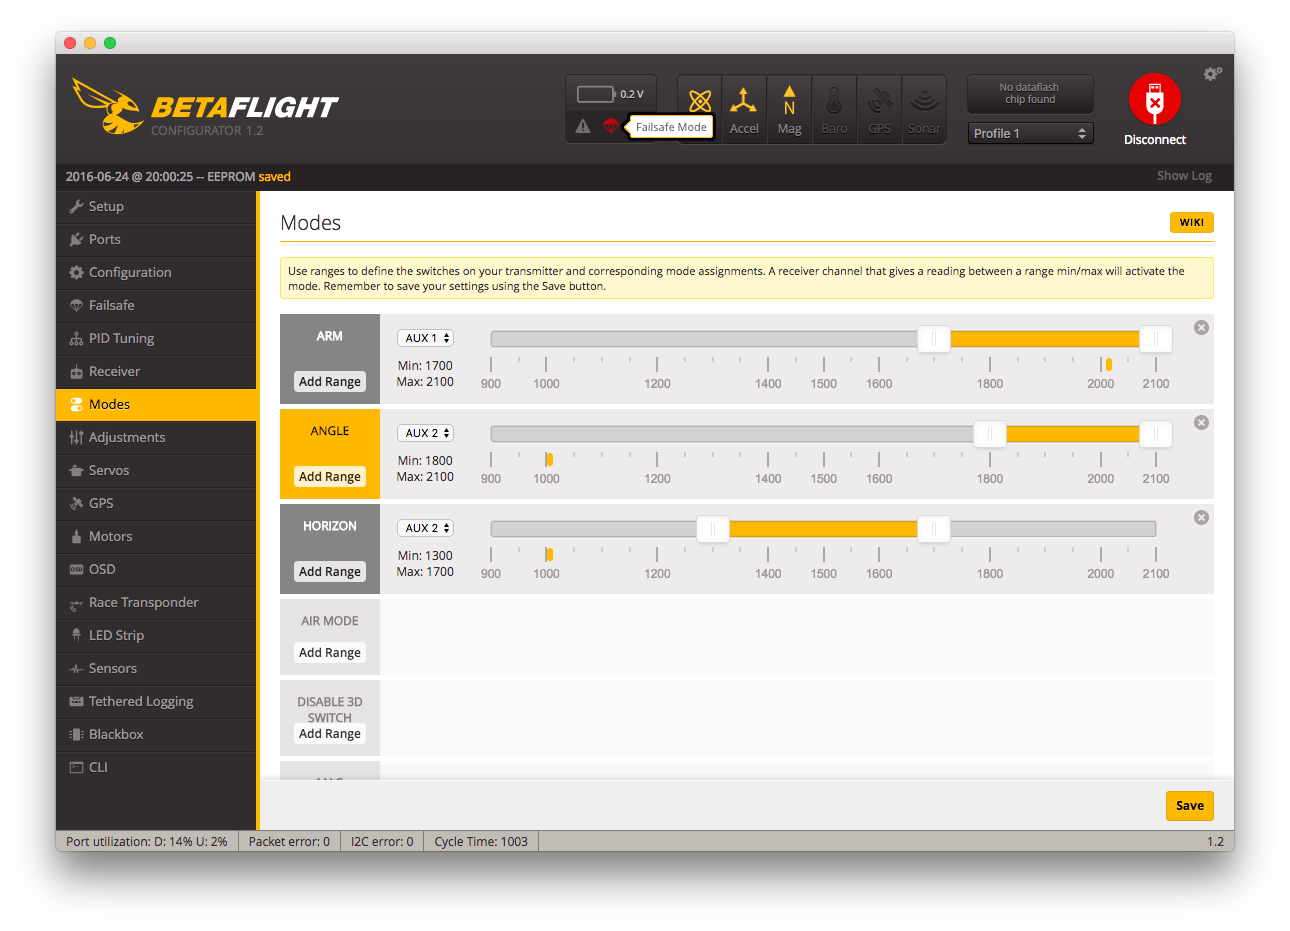 BETAFLIGHT
CONFIGURATOR 1.2
0.2 V
Failsafe Mode
Accel
N
Mag
Baro
GPS
Sonar
No dataflash
chip found
Profile 1
Disconnect
2016-06-24 @ 20:00:25 -- EEPROM saved
Show Log
Setup
Ports
Configuration
Failsafe
PID Tuning
Receiver
Modes
Adjustments
Servos
GPS
Motors
OSD
OSD
Race Transponder
LED Strip
Sensors
Tethered Logging
Blackbox
CLI
Modes
WIKI
Use ranges to define the switches on your transmitter and corresponding mode assignments. A receiver channel that gives a reading between a range min/max will activate the
mode. Remember to save your settings using the Save button.
ARM
Add Range
AUX 1
Min: 1700
Max: 2100
900 1000 1200 1400 1500 1600 1800 2000 2100
ANGLE
Add Range
AUX 2
Min: 1800
Max: 2100
900 1000 1200 1400 1500 1600 1800 2000 2100
HORIZON
Add Range
AUX 2
Min: 1300
Max: 1700
900 1000 1200 1400 1500 1600 1800 2000 2100
AIR MODE
Add Range
DISABLE 3D
SWITCH
Add Range
Save
Port utilization: D: 14% U: 2%
Packet error: 0
I2C error: 0
Cycle Time: 1003
1.2